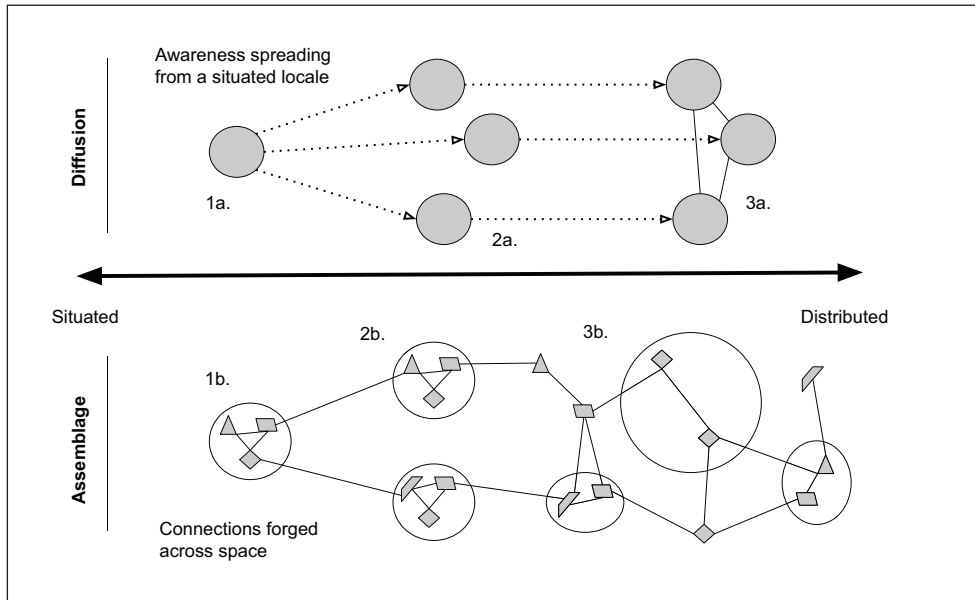 Awareness spreading
from a situated locale
Diffusion
1a.
2a.
3a.
Situated
Distributed
1b.
2b.
3b.
Assemblage
Connections forged
across space